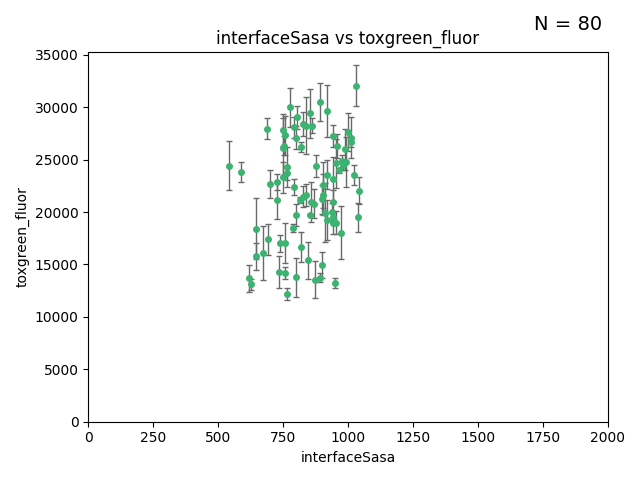 N = 80
interfaceSasa vs toxgreen_fluor
35000
30000
25000
20000
15000
10000
5000
0
toxgreen_fluor
0 250 500 750 1000 1250 1500 1750 2000
interfaceSasa